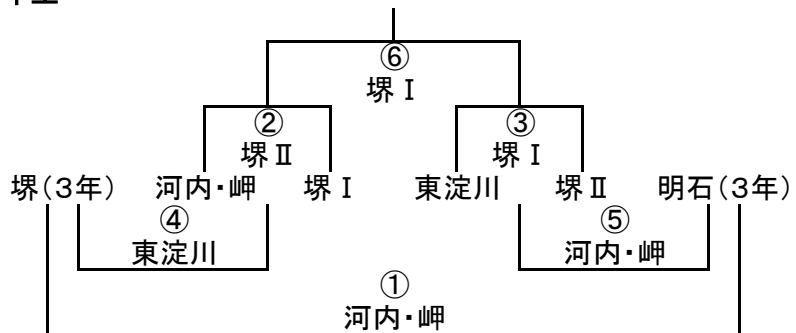 ⑥
堺Ⅰ
② ③
堺Ⅱ 堺Ⅰ
堺(3年) 河内・岬 堺Ⅰ 東淀川 堺Ⅱ 明石(3年)
④ ⑤
東淀川 河内・岬
①
河内・岬